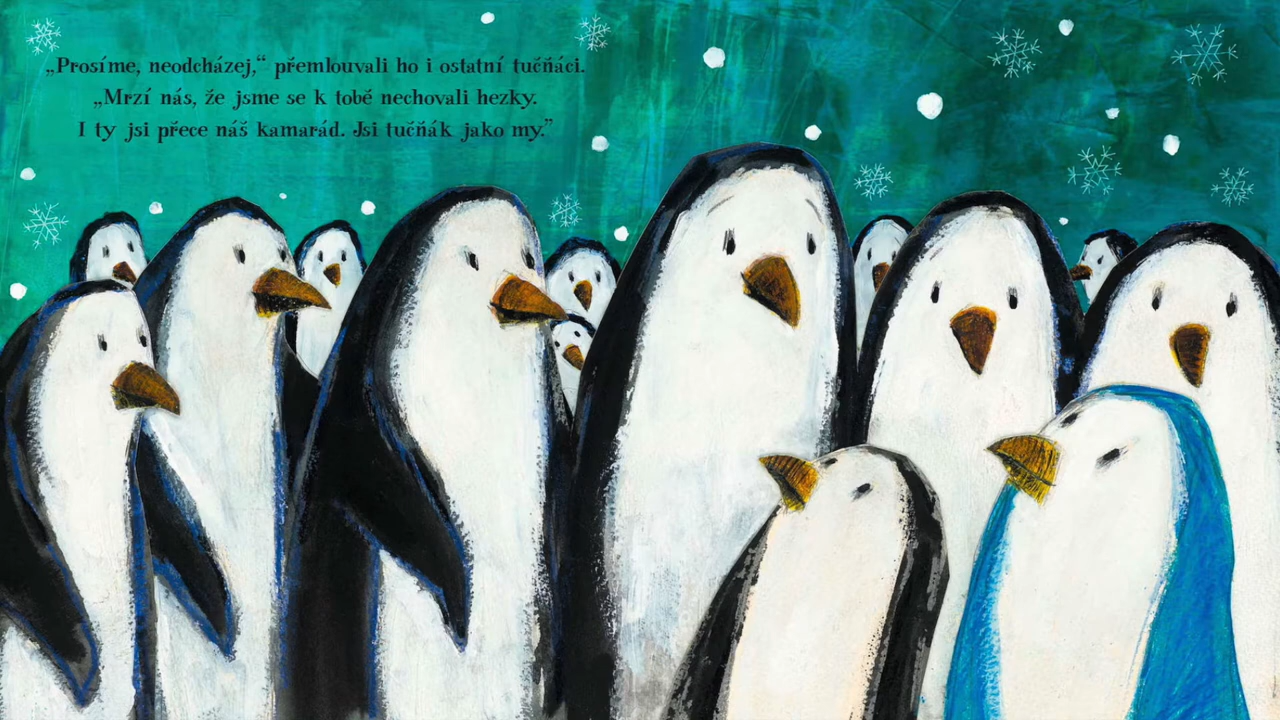 „Prosíme, neodcházej,“ přemlouvali ho i ostatní tučňáci.
„Mrzí nás, že jsme se k tobě nechovali hezky.
I ty jsi přece náš kamarád. Jsi tučňák jako my.”